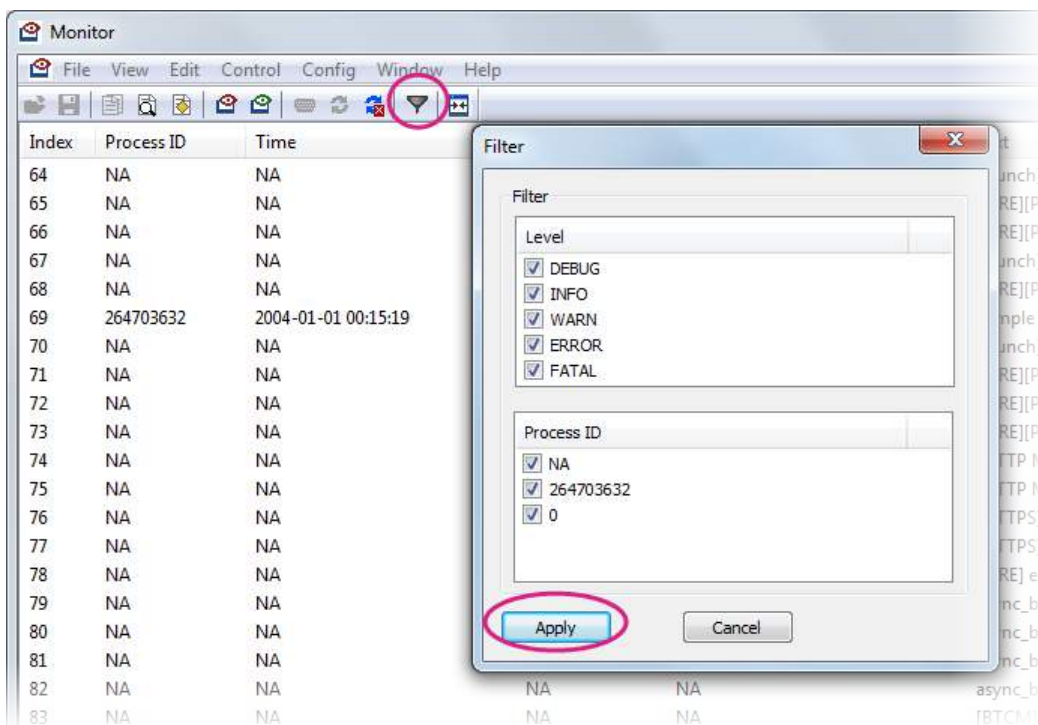 Monitor
File View Edit Control Config Window Help
Index Process ID Time
64 NA NA
65 NA NA
66 NA NA
67 NA NA
68 NA NA
69 264703632 2004-01-01 00:15:19
70 NA NA
71 NA NA
72 NA NA
73 NA NA
74 NA NA
75 NA NA
76 NA NA
77 NA NA
78 NA NA
79 NA NA
80 NA NA
81 NA NA
82 NA NA NA NA
83 NA NA NA NA
Filter
Filter
Level
DEBUG
INFO
WARN
ERROR
FATAL
Process ID
NA
264703632
0
Apply Cancel